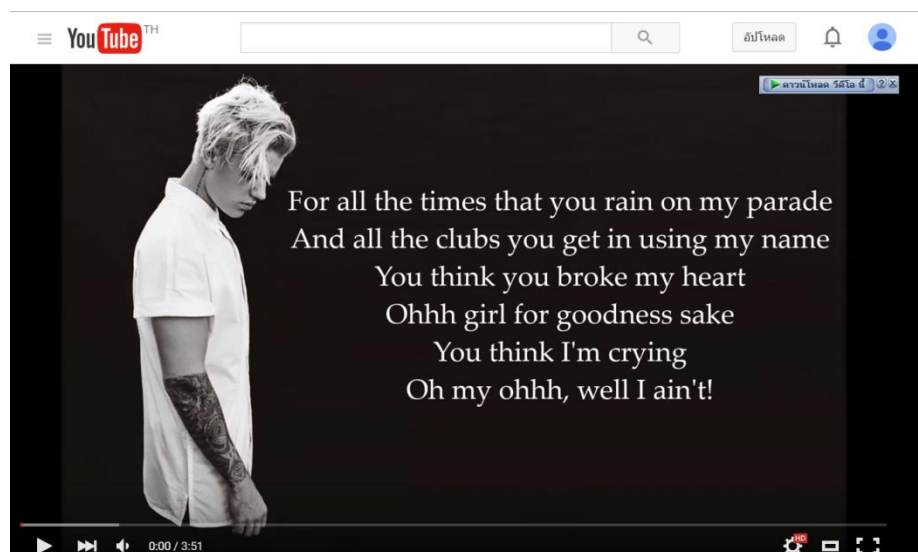 YouTube TH
อัปโหลด
ดาวน์โหลด วีดีโอ นี้ ? X
For all the times that you rain on my parade
And all the clubs you get in using my name
You think you broke my heart
Ohhh girl for goodness sake
You think I'm crying
Oh my ohhh, well I ain't!
0:00 / 3:51
HD